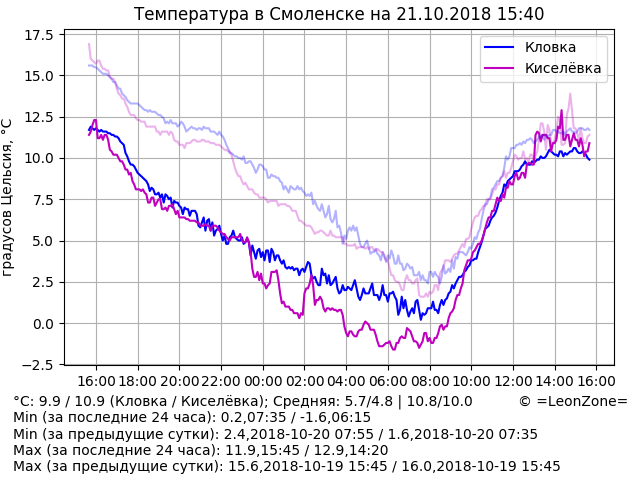 Температура в Смоленске на 21.10.2018 15:40
17.5
15.0
12.5
10.0
7.5
5.0
2.5
0.0
−2.5
градусов Цельсия, °C
Кловка
Киселёвка
16:00 18:00 20:00 22:00 00:00 02:00 04:00 06:00 08:00 10:00 12:00 14:00 16:00
°C: 9.9 / 10.9 (Кловка / Киселёвка); Средняя: 5.7/4.8 | 10.8/10.0 © =LeonZone=
Min (за последние 24 часа): 0.2,07:35 / -1.6,06:15
Min (за предыдущие сутки): 2.4,2018-10-20 07:55 / 1.6,2018-10-20 07:35
Max (за последние 24 часа): 11.9,15:45 / 12.9,14:20
Max (за предыдущие сутки): 15.6,2018-10-19 15:45 / 16.0,2018-10-19 15:45